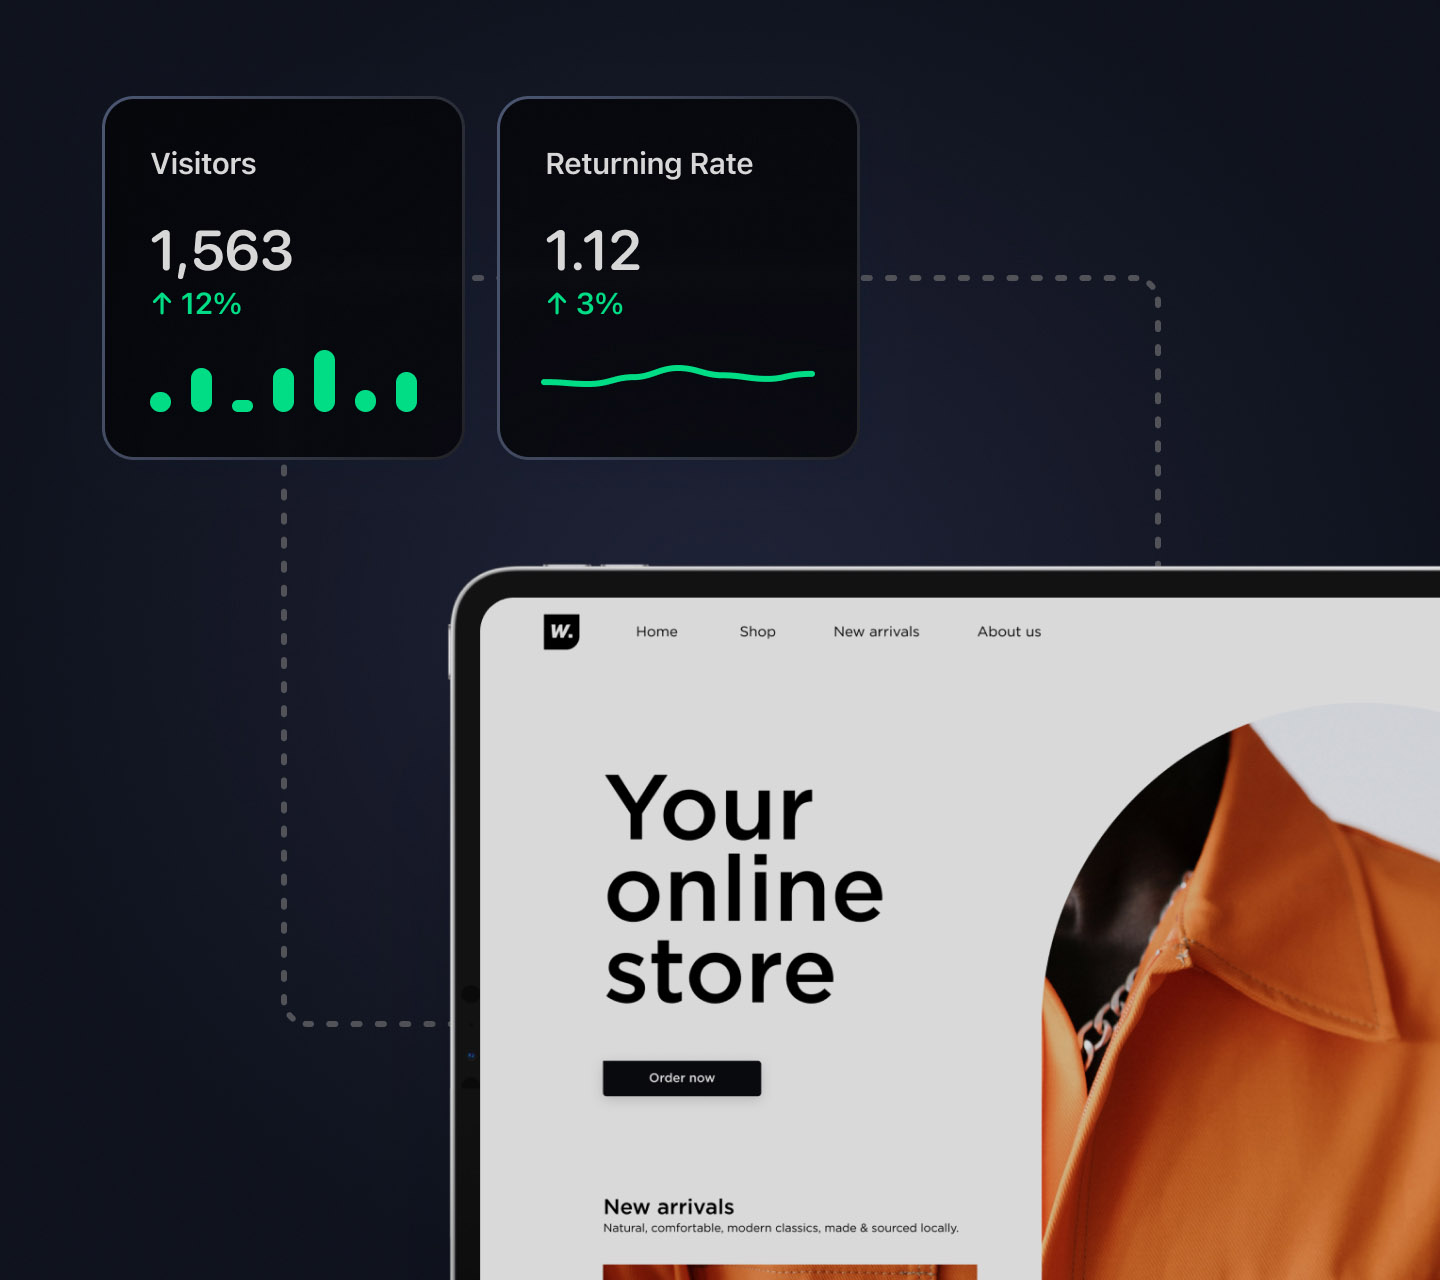 Visitors
1,563
↑ 12%
Returning Rate
1.12
↑ 3%
W.
Home Shop New arrivals About us
Your
online
store
Order now
New arrivals
Natural, comfortable, modern classics, made & sourced locally.